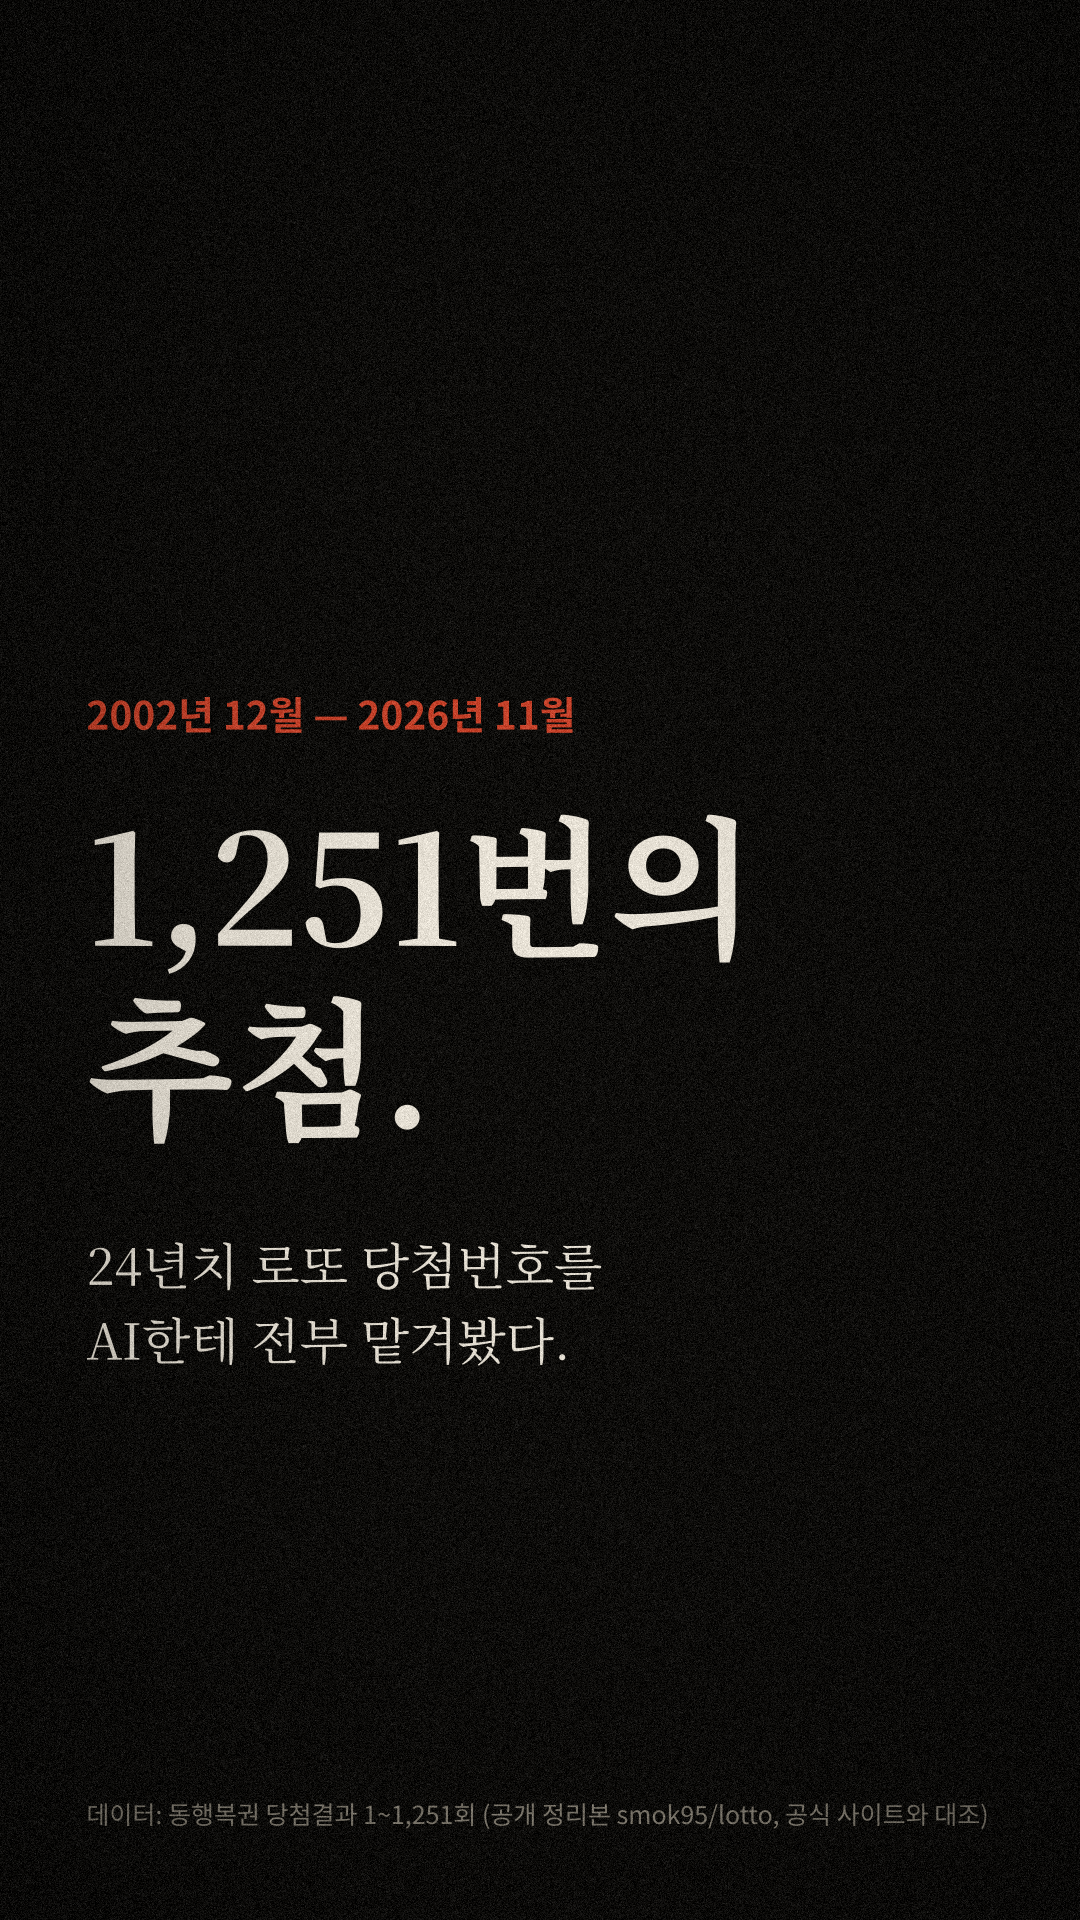 2002년 12월 — 2026년 11월
1,251번의
추첨.
24년치 로또 당첨번호를
AI한테 전부 맡겨봤다.
데이터: 동행복권 당첨결과 1~1,251회 (공개 정리본 smok95/lotto, 공식 사이트와 대조)